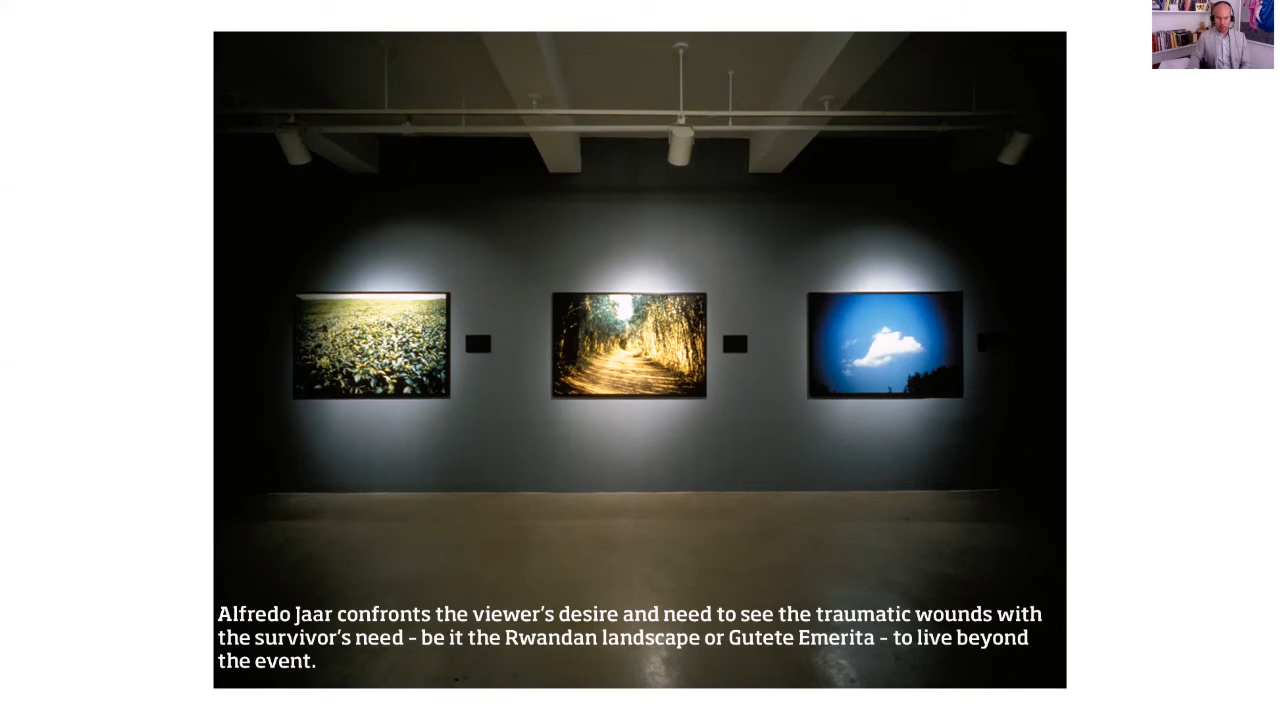 Alfredo Jaar confronts the viewer's desire and need to see the traumatic wounds with
the survivor's need – be it the Rwandan landscape or Gutete Emerita – to live beyond
the event.